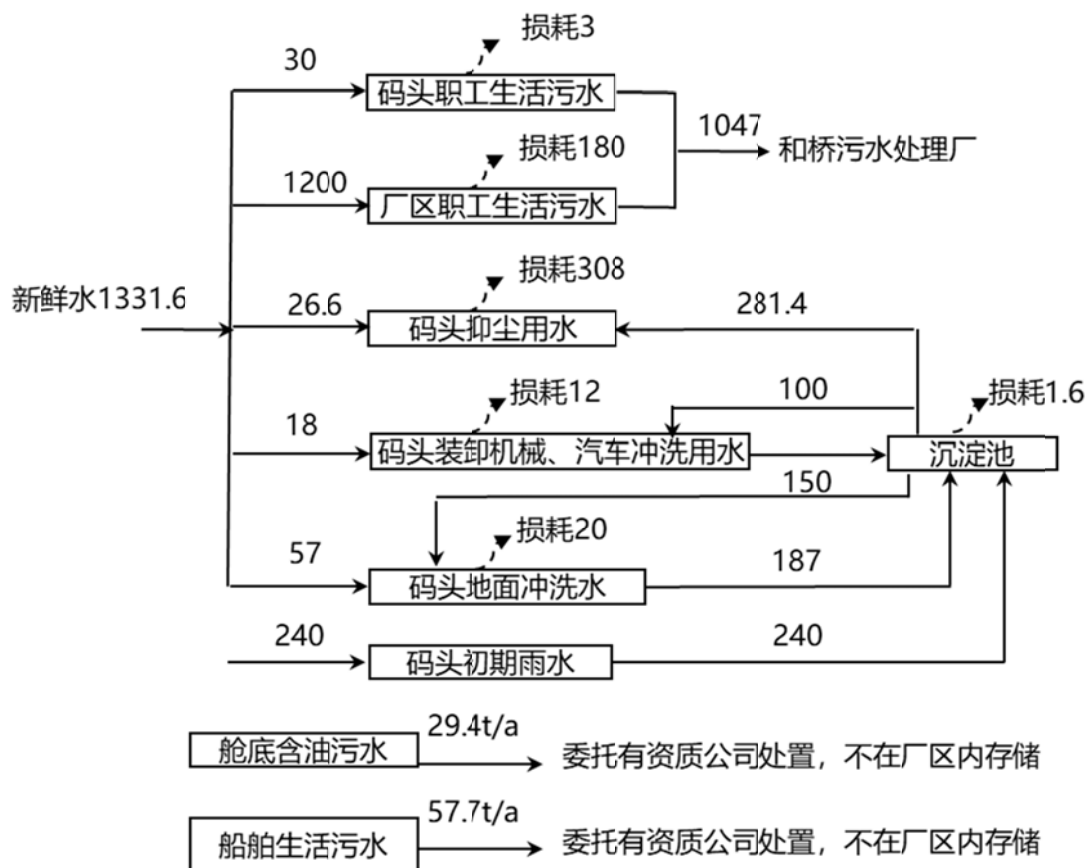 损耗3
30
码头职工生活污水
1047
和桥污水处理厂
损耗180
1200
厂区职工生活污水
损耗308
新鲜水1331.6
26.6
码头抑尘用水
281.4
损耗12
100
损耗1.6
18
码头装卸机械、汽车冲洗用水
沉淀池
150
损耗20
57
码头地面冲洗水
187
240
码头初期雨水
240
舱底含油污水
29.4t/a
委托有资质公司处置，不在厂区内存储
船舶生活污水
57.7t/a
委托有资质公司处置，不在厂区内存储